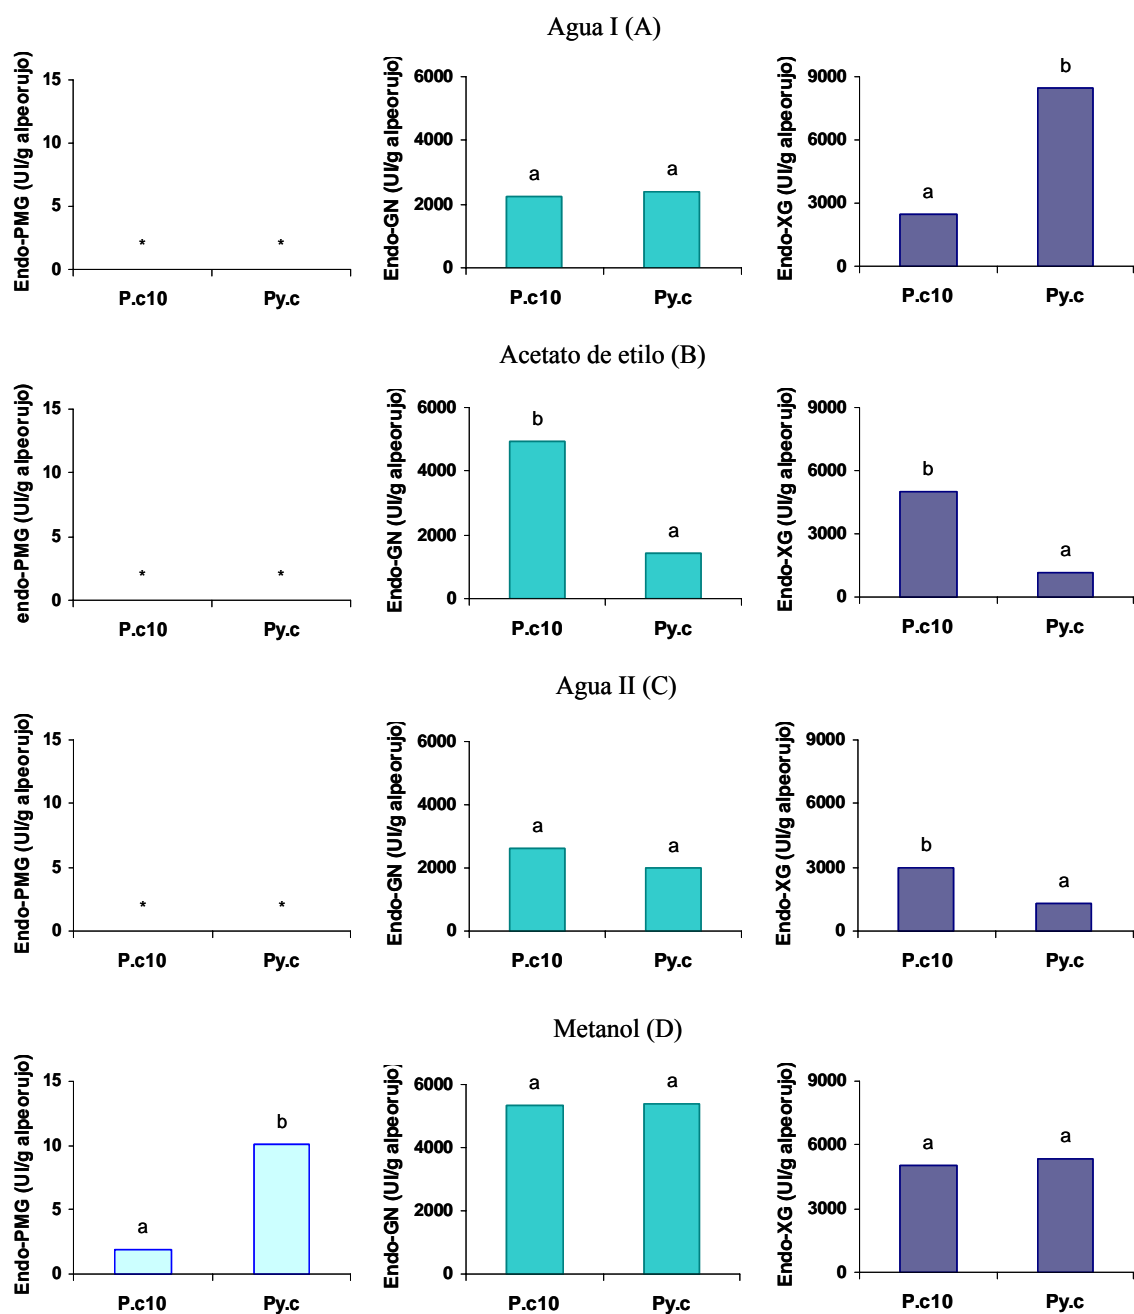 Agua I (A)
Endo-PMG (UI/g alpeorujo)
15
10
5
0
* *
P.c10 Py.c
Endo-GN (UI/g alpeorujo)
6000
4000
2000
0
a a
P.c10 Py.c
Endo-XG (UI/g alpeorujo)
9000
6000
3000
0
a b
P.c10 Py.c
Acetato de etilo (B)
endo-PMG (UI/g alpeorujo)
15
10
5
0
* *
P.c10 Py.c
Endo-GN (UI/g alpeorujo)
6000
4000
2000
0
b a
P.c10 Py.c
Endo-XG (UI/g alpeorujo)
9000
6000
3000
0
b a
P.c10 Py.c
Agua II (C)
Endo-PMG (UI/g alpeorujo)
15
10
5
0
* *
P.c10 Py.c
Endo-GN (UI/g alpeorujo)
6000
4000
2000
0
a a
P.c10 Py.c
Endo-XG (UI/g alpeorujo)
9000
6000
3000
0
b a
P.c10 Py.c
Metanol (D)
Endo-PMG (UI/g alpeorujo)
15
10
5
0
a b
P.c10 Py.c
Endo-GN (UI/g alpeorujo)
6000
4000
2000
0
a a
P.c10 Py.c
Endo-XG (UI/g alpeorujo)
9000
6000
3000
0
a a
P.c10 Py.c